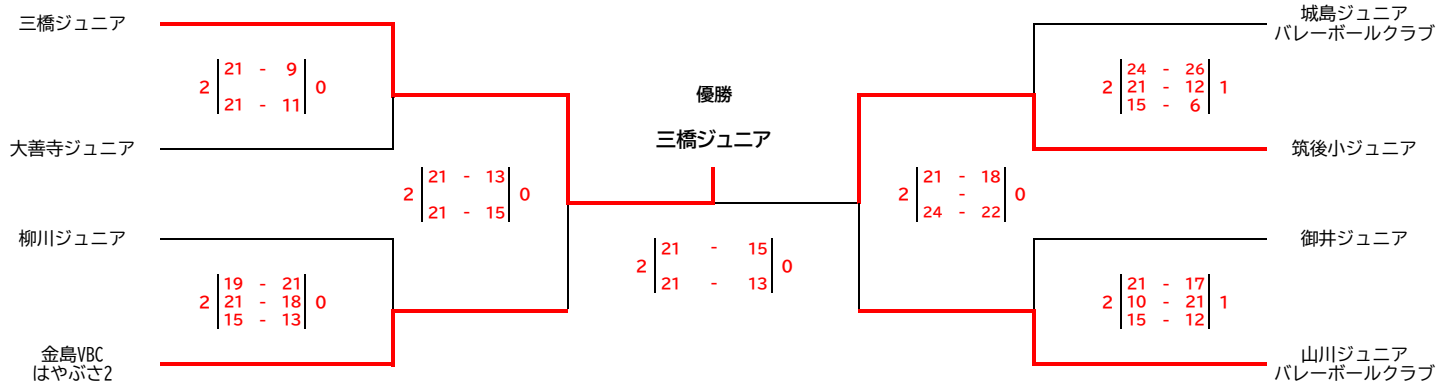 三橋ジュニア
2 21 - 9 0
21 - 11
大善寺ジュニア
2 21 - 13 0
21 - 15
柳川ジュニア
19 - 21
2 21 - 18 0
15 - 13
金島VBC
はやぶさ2
優勝
三橋ジュニア
2 21 - 15 0
21 - 13
城島ジュニア
バレーボールクラブ
24 - 26
2 21 - 12 1
15 - 6
筑後小ジュニア
21 - 18
2 - 0
24 - 22
御井ジュニア
21 - 17
2 10 - 21 1
15 - 12
山川ジュニア
バレーボールクラブ